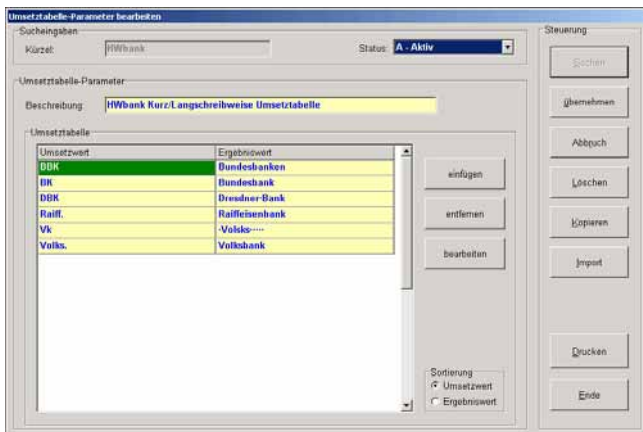 Umsetztabelle-Parameter bearbeiten
Sucheingaben
Kürzel: HWbank Status: A - Aktiv
Umsetztabelle-Parameter
Beschreibung: HWbank Kurz/Langschreibweise Umsetztabelle
Umsetztabelle
Umsetzwert Ergebniswert
BBK Bundesbanken
BK Bundesbank
DBK Dresdner-Bank
Raiff. Raiffeisenbank
Vk -Volsks-----
Volks. Volksbank
einfügen
entfernen
bearbeiten
Sortierung
Umsetzwert
Ergebniswert
Steuerung
Suchen
übernehmen
Abbruch
Löschen
Kopieren
Import
Drucken
Ende